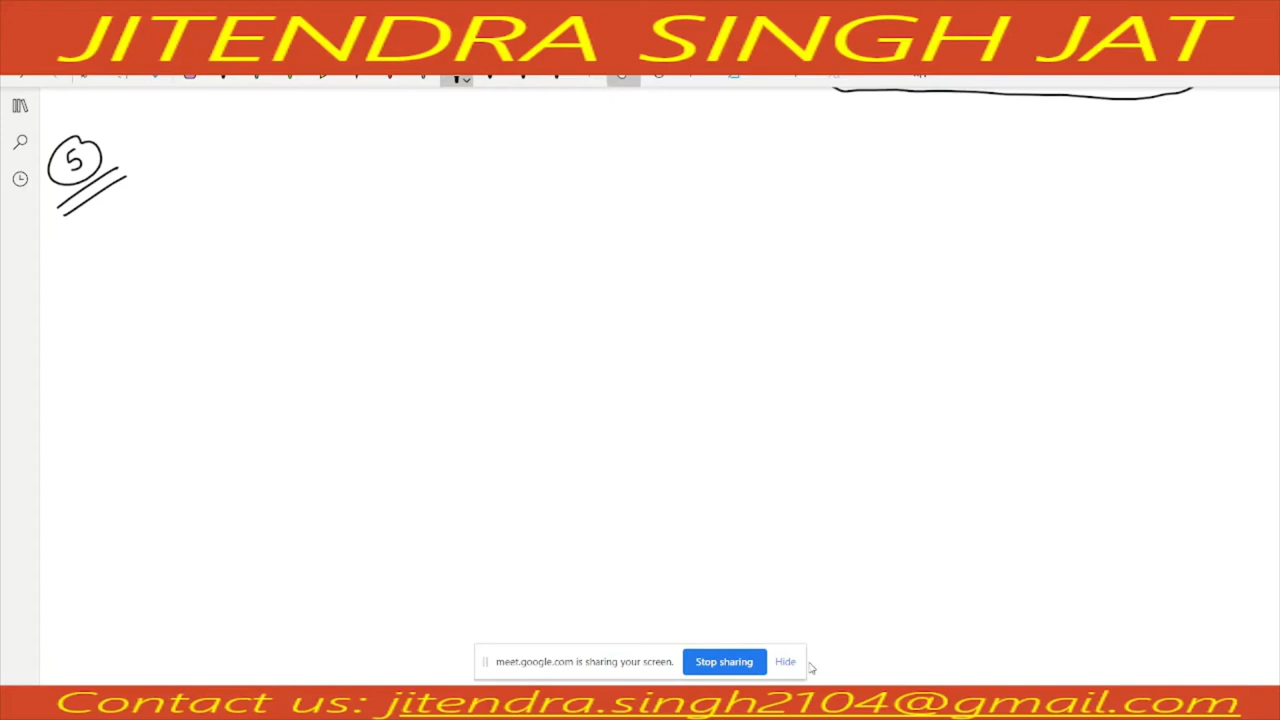 JITENDRA SINGH JAT
5
meet.google.com is sharing your screen. Stop sharing Hide
Contact us: jitendra.singh2104@gmail.com